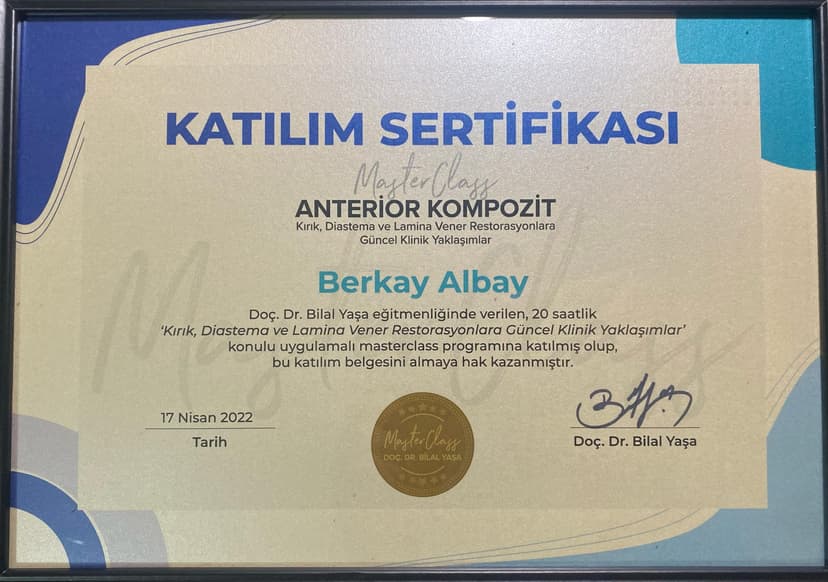 KATILIM SERTİFİKASI
MasterClass
ANTERİOR KOMPOZİT
Kırık, Diastema ve Lamina Vener Restorasyonlara
Güncel Klinik Yaklaşımlar
Berkay Albay
Doç. Dr. Bilal Yaşa eğitmenliğinde verilen, 20 saatlik
‘Kırık, Diastema ve Lamina Vener Restorasyonlara Güncel Klinik Yaklaşımlar’
konulu uygulamalı masterclass programına katılmış olup,
bu katılım belgesini almaya hak kazanmıştır.
17 Nisan 2022
Tarih
MasterClass
DOÇ. DR. BİLAL YAŞA
Doç. Dr. Bilal Yaşa
MasterClass